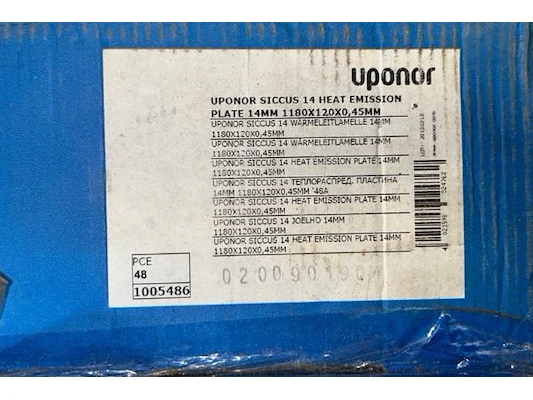 uponor
UPONOR SICCUS 14 HEAT EMISSION
PLATE 14MM 1180X120X0,45MM
UPONOR SICCUS 14 WÄRMELEITLAMELLE 14MM
1180X120X0,45MM
UPONOR SICCUS 14 WÄRMELEITLAMELLE 14MM
1180X120X0,45MM
UPONOR SICCUS 14 HEAT EMISSION PLATE 14MM
1180X120X0,45MM
UPONOR SICCUS 14 ТЕПЛОРАСПРЕД. ПЛАСТИНА
14MM 1180X120X0,45MM
UPONOR SICCUS 14 HEAT EMISSION PLATE 14MM
1180X120X0,45MM
UPONOR SICCUS 14 JOELHO 14MM
1180X120X0,45MM
UPONOR SICCUS 14 HEAT EMISSION PLATE 14MM
1180X120X0,45MM
PCE
48
1005486
www.uponor.com